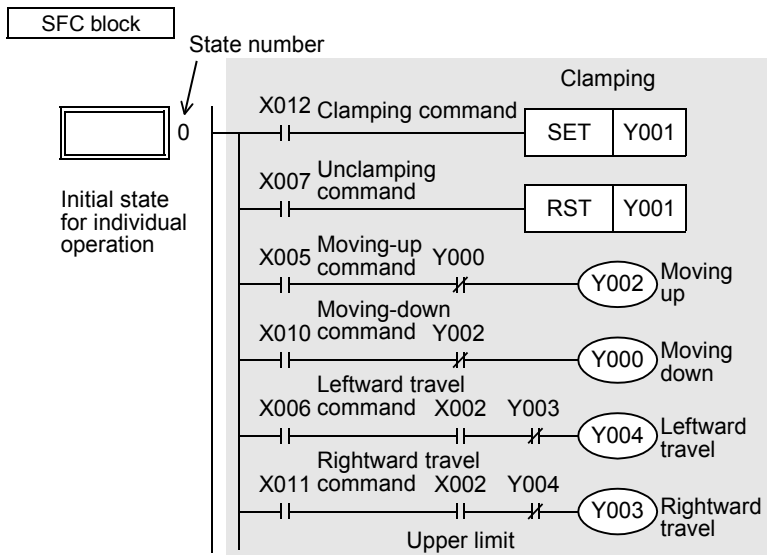 SFC block
State number
Clamping
X012 Clamping command
SET Y001
0
Initial state
for individual
operation
X007 Unclamping
command
RST Y001
X005 Moving-up
command Y000
Y002 Moving
up
Moving-down
X010 command Y002
Y000 Moving
down
Leftward travel
X006 command X002 Y003
Y004 Leftward
travel
Rightward travel
X011 command X002 Y004
Y003 Rightward
travel
Upper limit